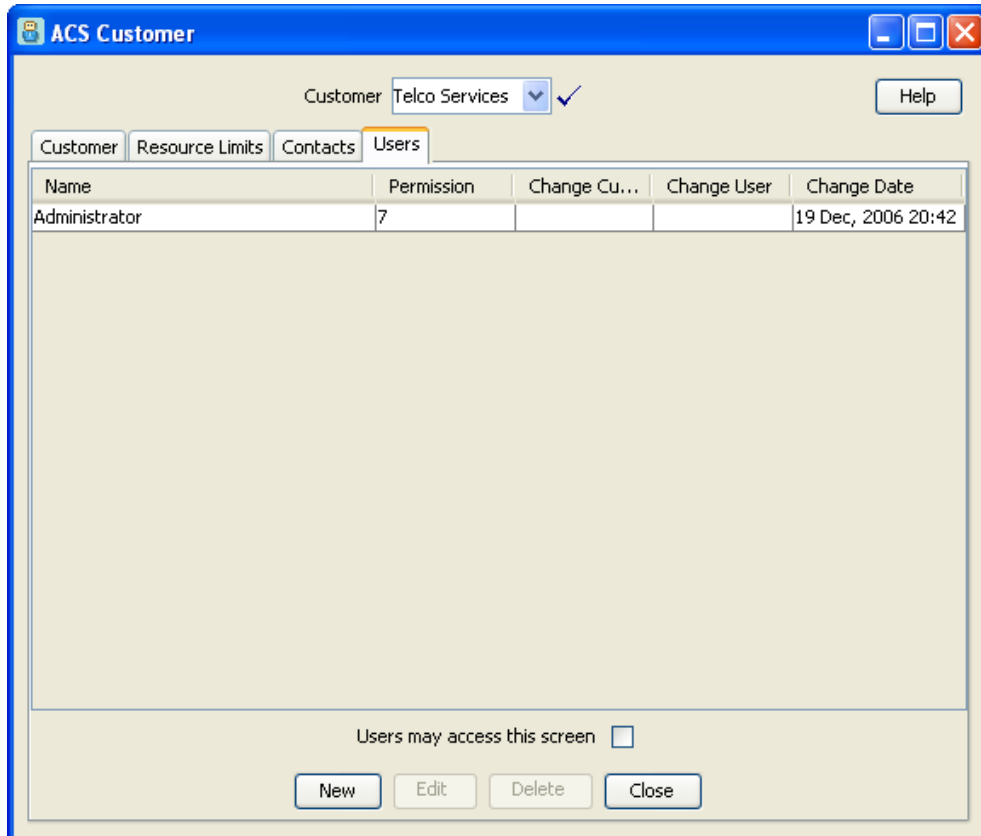 ACS Customer
Customer Telco Services Help
Customer Resource Limits Contacts Users
Name Permission Change Cu... Change User Change Date
Administrator 7 19 Dec, 2006 20:42
Users may access this screen
New Edit Delete Close